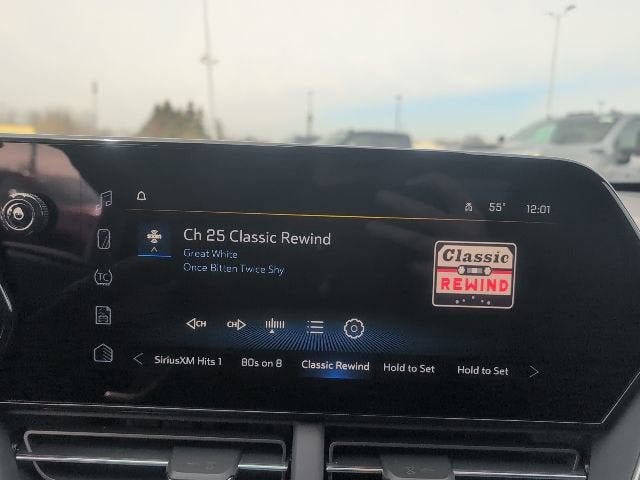 55°
12:01
Ch 25 Classic Rewind
Great White
Once Bitten Twice Shy
Classic
REWIND
TC
CH
CH
SiriusXM Hits 1
80s on 8
Classic Rewind
Hold to Set
Hold to Set